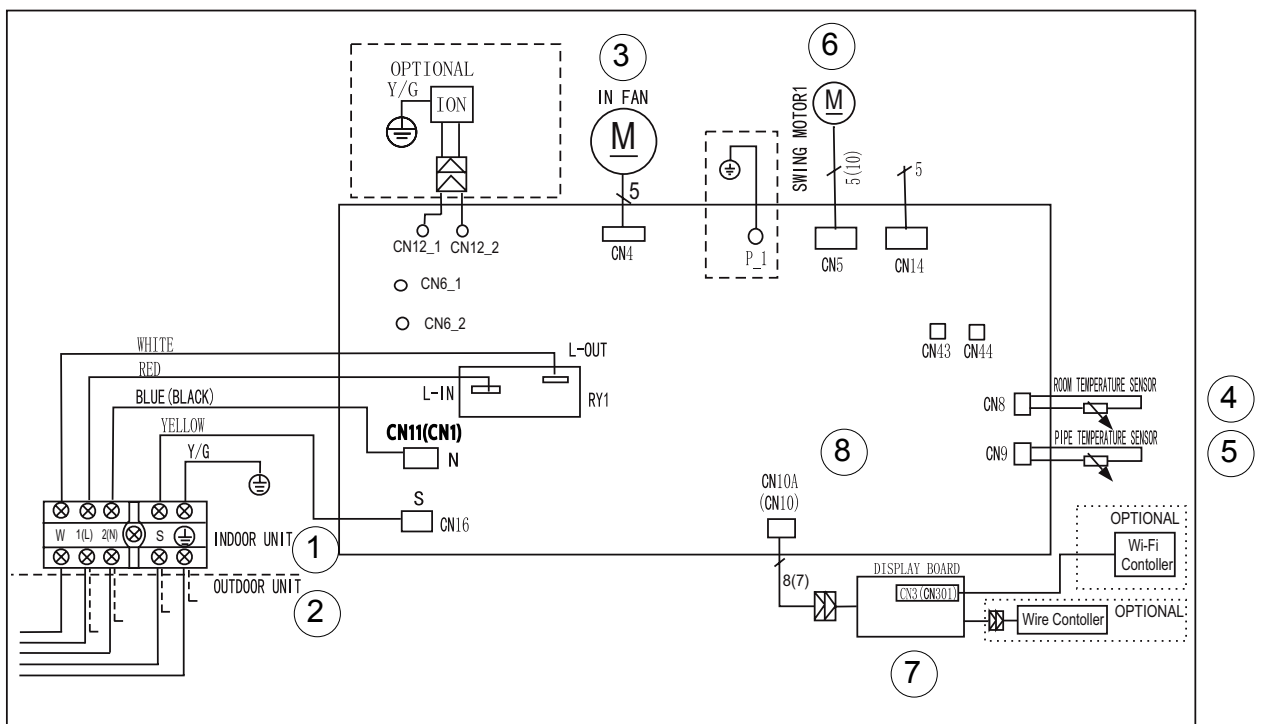 3
6
OPTIONAL
Y/G
ION
IN FAN
M
5
SWING MOTOR1
M
5(10)
5
CN12_1
CN12_2
CN4
P_1
CN5
CN14
CN6_1
CN6_2
CN43
CN44
WHITE
L-OUT
RED
L-IN
RY1
BLUE(BLACK)
CN11(CN1)
N
YELLOW
Y/G
S
CN16
CN8
ROOM TEMPERATURE SENSOR
4
CN9
PIPE TEMPERATURE SENSOR
5
8
CN10A
(CN10)
W
1(L)
2(N)
S
INDOOR UNIT
1
OUTDOOR UNIT
2
8(7)
DISPLAY BOARD
CN3(CN301)
OPTIONAL
Wi-Fi
Contoller
Wire Contoller
OPTIONAL
7